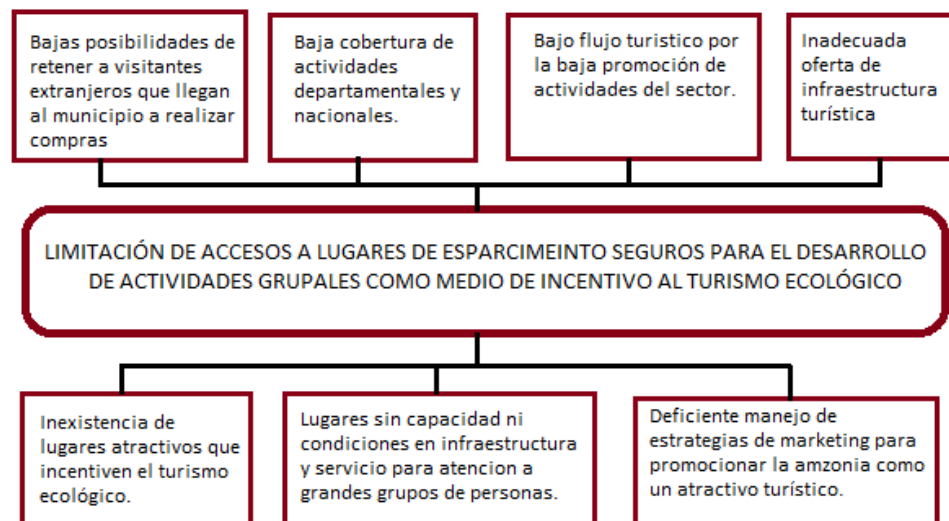 Bajas posibilidades de
retener a visitantes
extranjeros que llegan
al municipio a realizar
compras
Baja cobertura de
actividades
departamentales y
nacionales.
Bajo flujo turistico por
la baja promoción de
actividades del sector.
Inadecuada
oferta de
infraestructura
turística
LIMITACIÓN DE ACCESOS A LUGARES DE ESPARCIMEINTO SEGUROS PARA EL DESARROLLO
DE ACTIVIDADES GRUPALES COMO MEDIO DE INCENTIVO AL TURISMO ECOLÓGICO
Inexistencia de
lugares atractivos que
incentiven el turismo
ecológico.
Lugares sin capacidad ni
condiciones en infraestructura
y servicio para atencion a
grandes grupos de personas.
Deficiente manejo de
estrategias de marketing para
promocionar la amzonia como
un atractivo turístico.